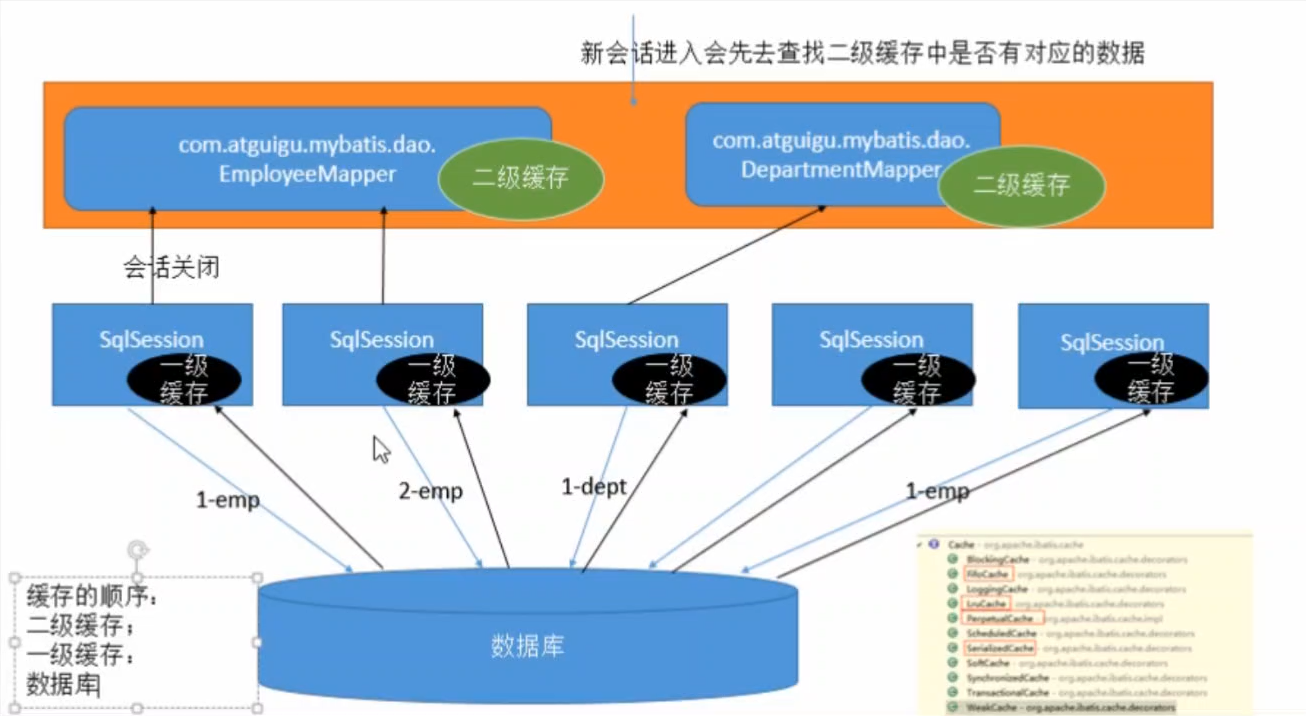 新会话进入会先去查找二级缓存中是否有对应的数据
com.atguigu.mybatis.dao.
EmployeeMapper
二级缓存
com.atguigu.mybatis.dao.
DepartmentMapper
二级缓存
会话关闭
SqlSession
一级
缓存
SqlSession
一级
缓存
SqlSession
一级
缓存
SqlSession
一级
缓存
SqlSession
一级
缓存
1-emp
2-emp
1-dept
1-emp
缓存的顺序：
二级缓存；
一级缓存：
数据库
数据库
Cache - org.apache.ibatis.cache
BlockingCache - org.apache.ibatis.cache.decorators
FifoCache - org.apache.ibatis.cache.decorators
LoggingCache - org.apache.ibatis.cache.decorators
LruCache - org.apache.ibatis.cache.decorators
PerpetualCache - org.apache.ibatis.cache.impl
ScheduledCache - org.apache.ibatis.cache.decorators
SerializedCache - org.apache.ibatis.cache.decorators
SoftCache - org.apache.ibatis.cache.decorators
SynchronizedCache - org.apache.ibatis.cache.decorators
TransactionalCache - org.apache.ibatis.cache.decorators
WeakCache - org.apache.ibatis.cache.decorators